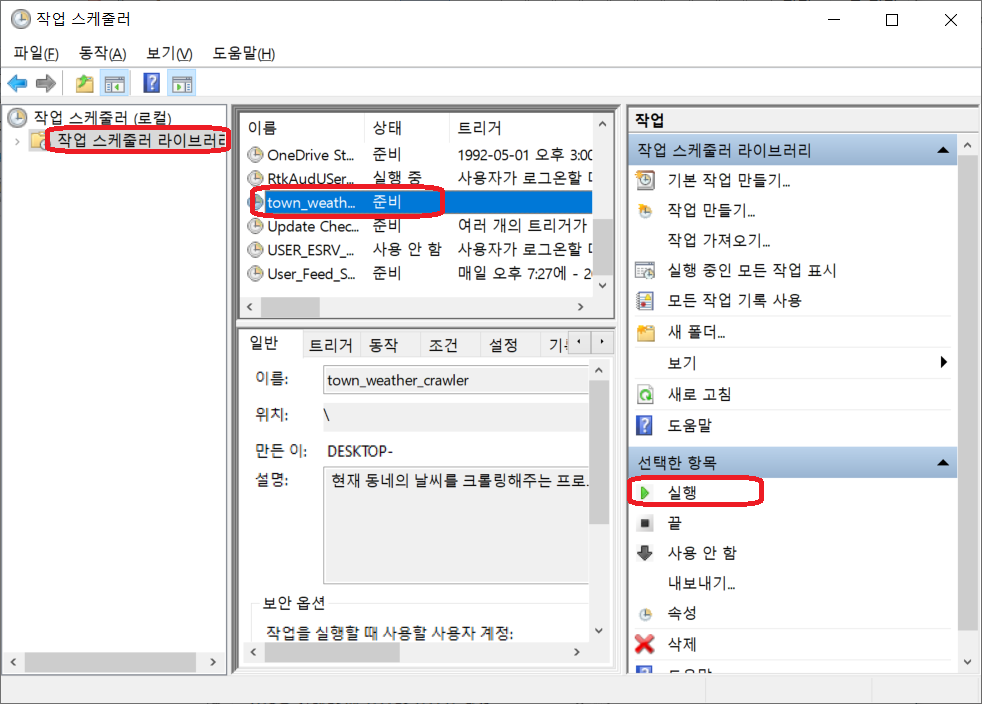 작업 스케줄러
파일(F) 동작(A) 보기(V) 도움말(H)
작업 스케줄러 (로컬)
작업 스케줄러 라이브러리
이름 상태 트리거
OneDrive St... 준비 1992-05-01 오후 3:00
RtkAudUSer... 실행 중 사용자가 로그온할 때
town_weath... 준비
Update Chec... 준비 여러 개의 트리거가
USER_ESRV_... 사용 안 함 사용자가 로그온할 때
User_Feed_S... 준비 매일 오후 7:27에 - 20
일반 트리거 동작 조건 설정
이름: town_weather_crawler
위치: \
만든 이: DESKTOP-
설명: 현재 동네의 날씨를 크롤링해주는 프로.
보안 옵션
작업을 실행할 때 사용할 사용자 계정:
작업
작업 스케줄러 라이브러리
기본 작업 만들기...
작업 만들기...
작업 가져오기...
실행 중인 모든 작업 표시
모든 작업 기록 사용
새 폴더...
보기
새로 고침
도움말
선택한 항목
실행
끝
사용 안 함
내보내기...
속성
삭제